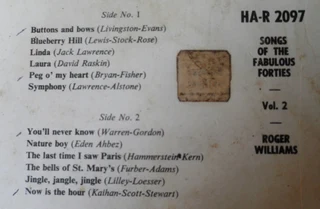 Side No. 1
Buttons and bows (Livingston-Evans)
Blueberry Hill (Lewis-Stock-Rose)
Linda (Jack Lawrence)
Laura (David Raskin)
Peg o' my heart (Bryan-Fisher)
Symphony (Lawrence-Alstone)
Side No. 2
You'll never know (Warren-Gordon)
Nature boy (Eden Ahbez)
The last time I saw Paris (Hammerstein-Kern)
The bells of St. Mary's (Furber-Adams)
Jingle, jangle, jingle (Lilley-Loesser)
Now is the hour (Kaihan-Scott-Stewart)
HA-R 2097
SONGS
OF THE
FABULOUS
FORTIES
Vol. 2
ROGER
WILLIAMS